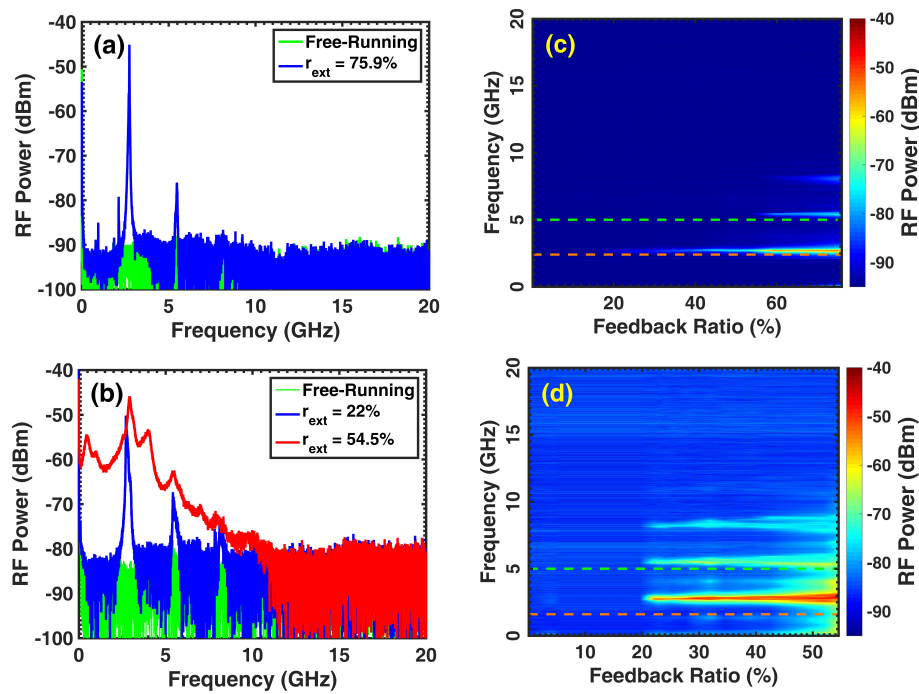 (a)
Free-Running
r_ext = 75.9%
RF Power (dBm)
-40
-50
-60
-70
-80
-90
-100
0 5 10 15 20
Frequency (GHz)
(c)
Frequency (GHz)
20
15
10
5
0
20 40 60
Feedback Ratio (%)
-40
-50
-60
-70
-80
-90
RF Power (dBm)
(b)
Free-Running
r_ext = 22%
r_ext = 54.5%
RF Power (dBm)
-40
-50
-60
-70
-80
-90
-100
0 5 10 15 20
Frequency (GHz)
(d)
Frequency (GHz)
20
15
10
5
0
10 20 30 40 50
Feedback Ratio (%)
-40
-50
-60
-70
-80
-90
RF Power (dBm)